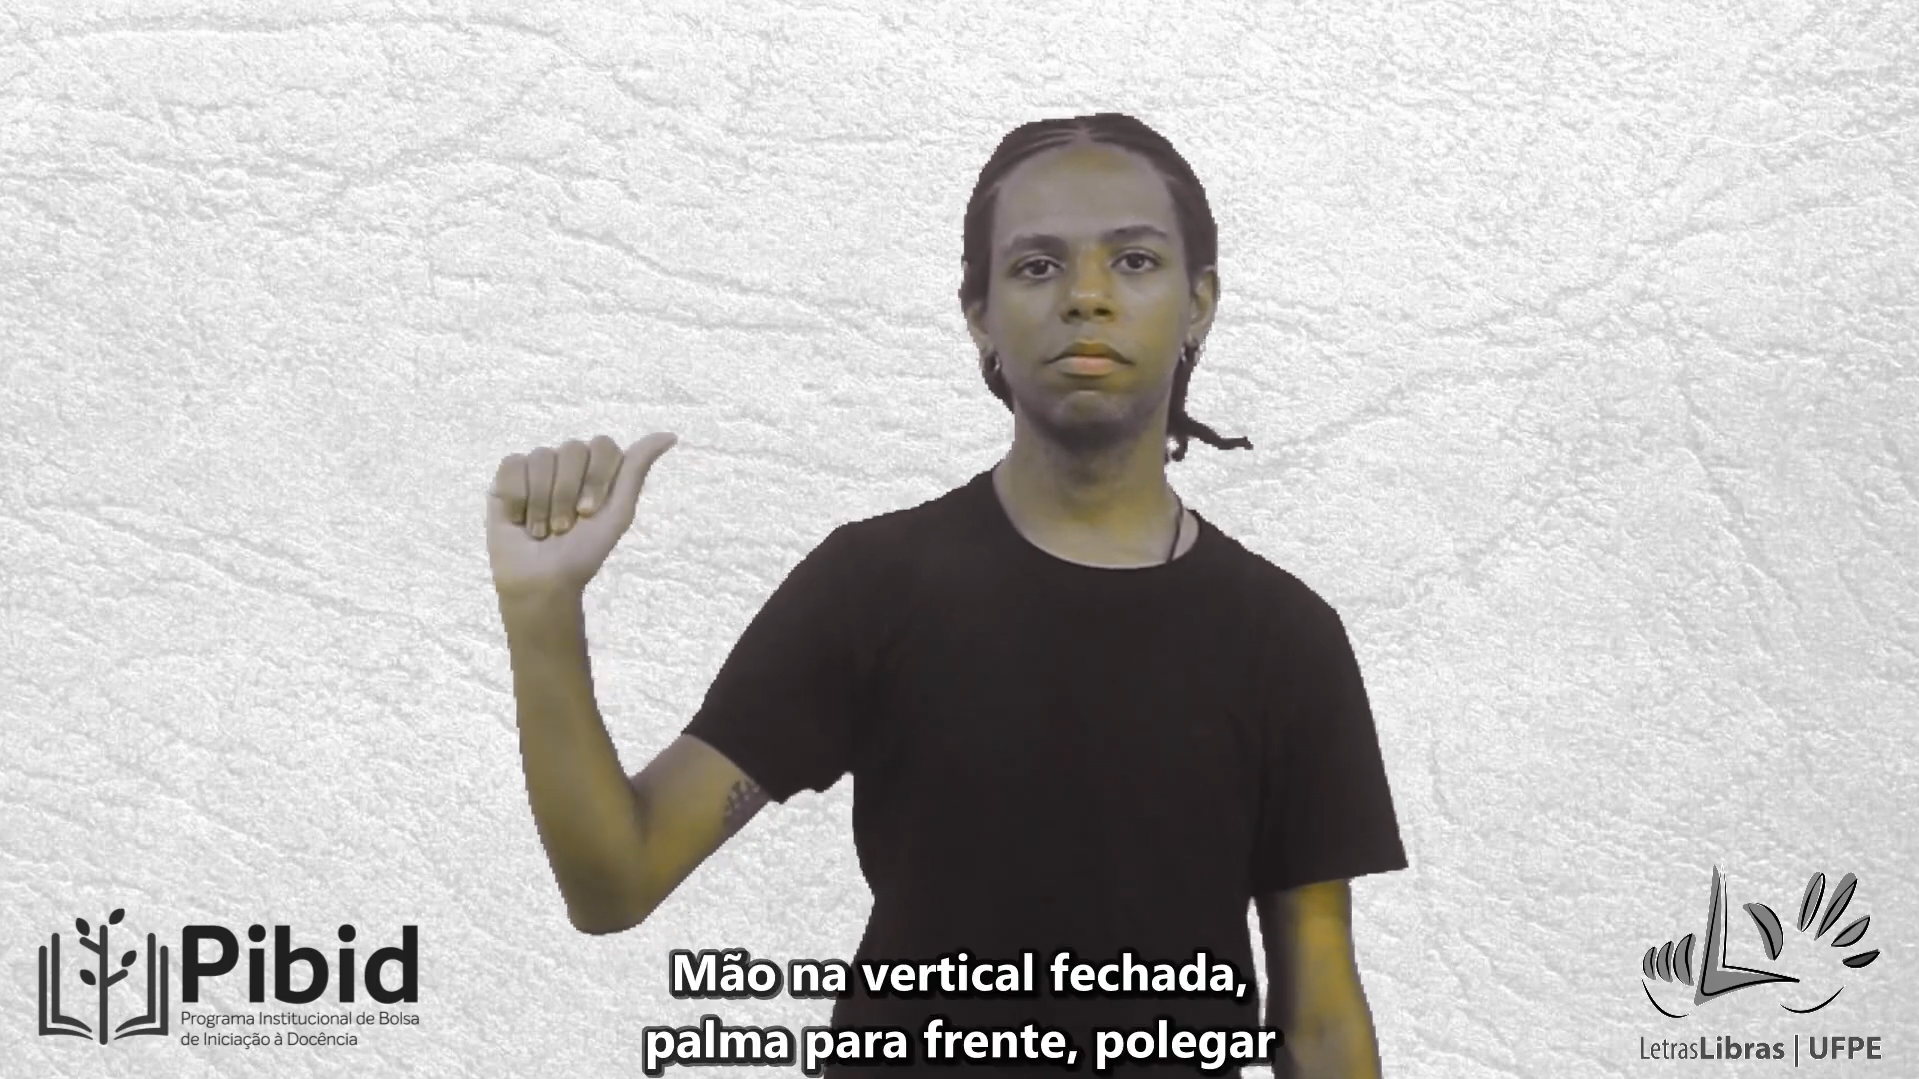 Pibid
Programa Institucional de Bolsa
de Iniciação à Docência
Mão na vertical fechada,
palma para frente, polegar
LetrasLibras | UFPE